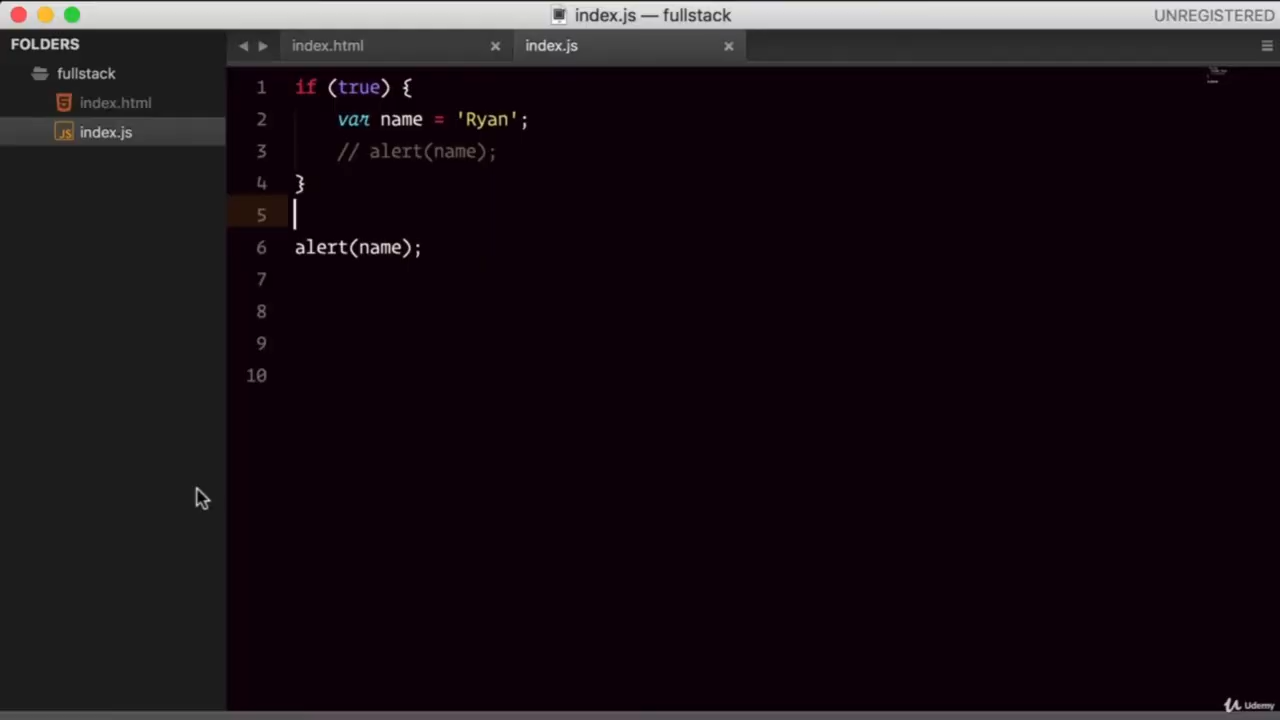 index.js — fullstack
UNREGISTERED
FOLDERS
fullstack
index.html
index.js
index.html ×
index.js ×
1 if (true) {
2 var name = 'Ryan';
3 // alert(name);
4 }
5
6 alert(name);
7
8
9
10
Udemy